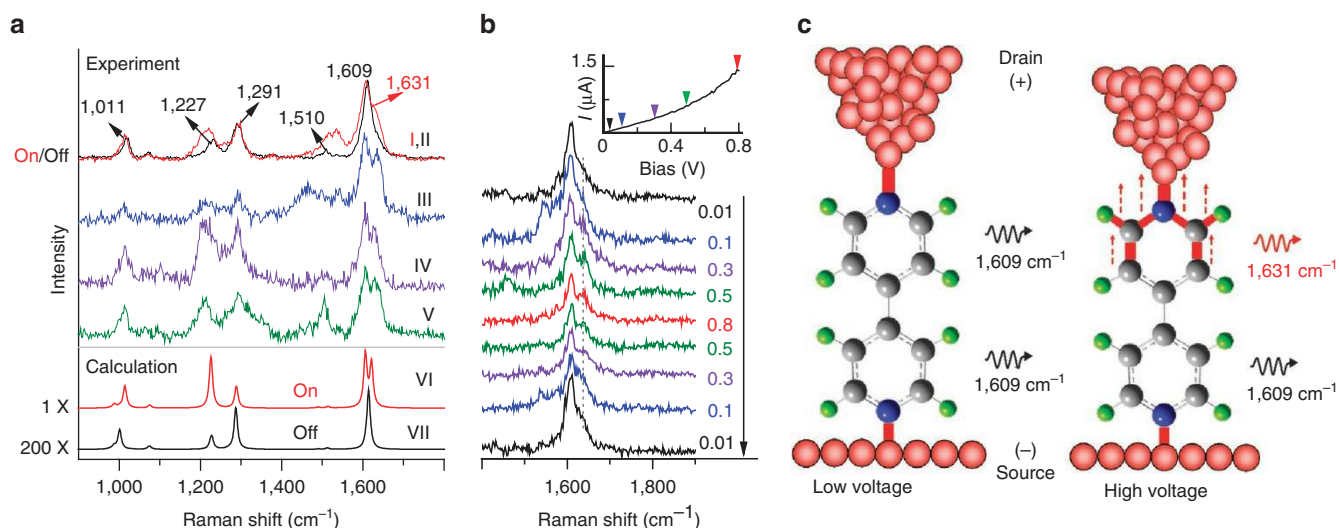 a
Experiment
1,011
1,227
1,291
1,510
1,609
1,631
On/Off
I,II
III
IV
V
Intensity
Calculation
1 X
On
VI
200 X
Off
VII
1,000
1,200
1,400
1,600
Raman shift (cm−1)
b
1.5
I (μA)
0
0.4
0.8
Bias (V)
0.01
0.1
0.3
0.5
0.8
0.5
0.3
0.1
0.01
1,600
1,800
Raman shift (cm−1)
c
Drain
(+)
1,609 cm−1
1,631 cm−1
1,609 cm−1
1,609 cm−1
(−)
Source
Low voltage
High voltage